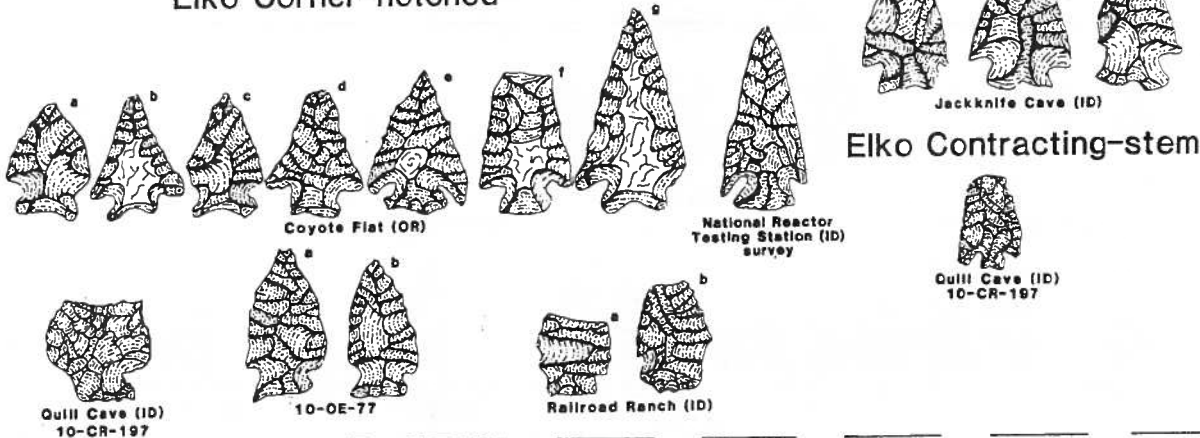 Elko Corner-notched
a
b
c
d
e
f
g
Coyote Flat (OR)
National Reactor
Testing Station (ID)
survey
Jackknife Cave (ID)
Elko Contracting-stem
Quill Cave (ID)
10-CR-197
Quill Cave (ID)
10-CR-197
a
b
10-OE-77
a
b
Railroad Ranch (ID)